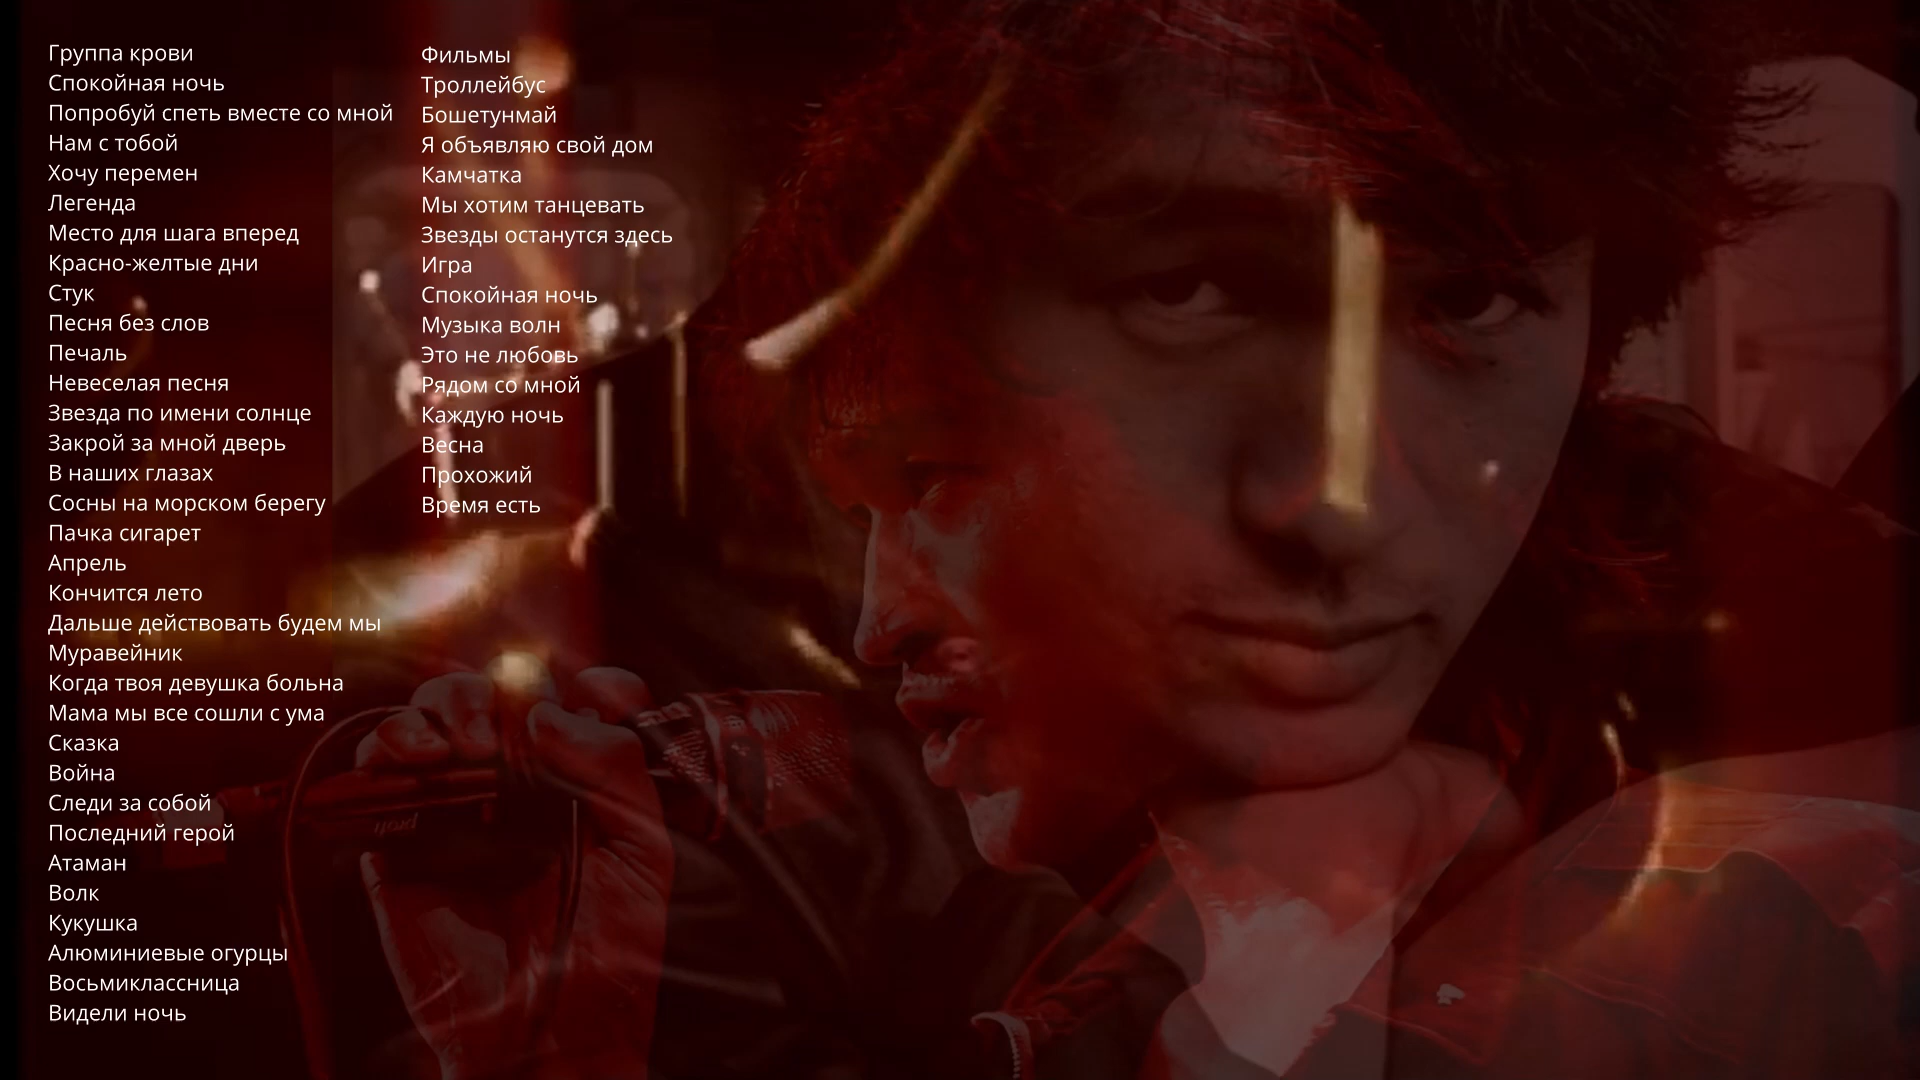 Группа крови
Спокойная ночь
Попробуй спеть вместе со мной
Нам с тобой
Хочу перемен
Легенда
Место для шага вперед
Красно-желтые дни
Стук
Песня без слов
Печаль
Невеселая песня
Звезда по имени солнце
Закрой за мной дверь
В наших глазах
Сосны на морском берегу
Пачка сигарет
Апрель
Кончится лето
Дальше действовать будем мы
Муравейник
Когда твоя девушка больна
Мама мы все сошли с ума
Сказка
Война
Следи за собой
Последний герой
Атаман
Волк
Кукушка
Алюминиевые огурцы
Восьмиклассница
Видели ночь
Фильмы
Троллейбус
Бошетунмай
Я объявляю свой дом
Камчатка
Мы хотим танцевать
Звезды останутся здесь
Игра
Спокойная ночь
Музыка волн
Это не любовь
Рядом со мной
Каждую ночь
Весна
Прохожий
Время есть